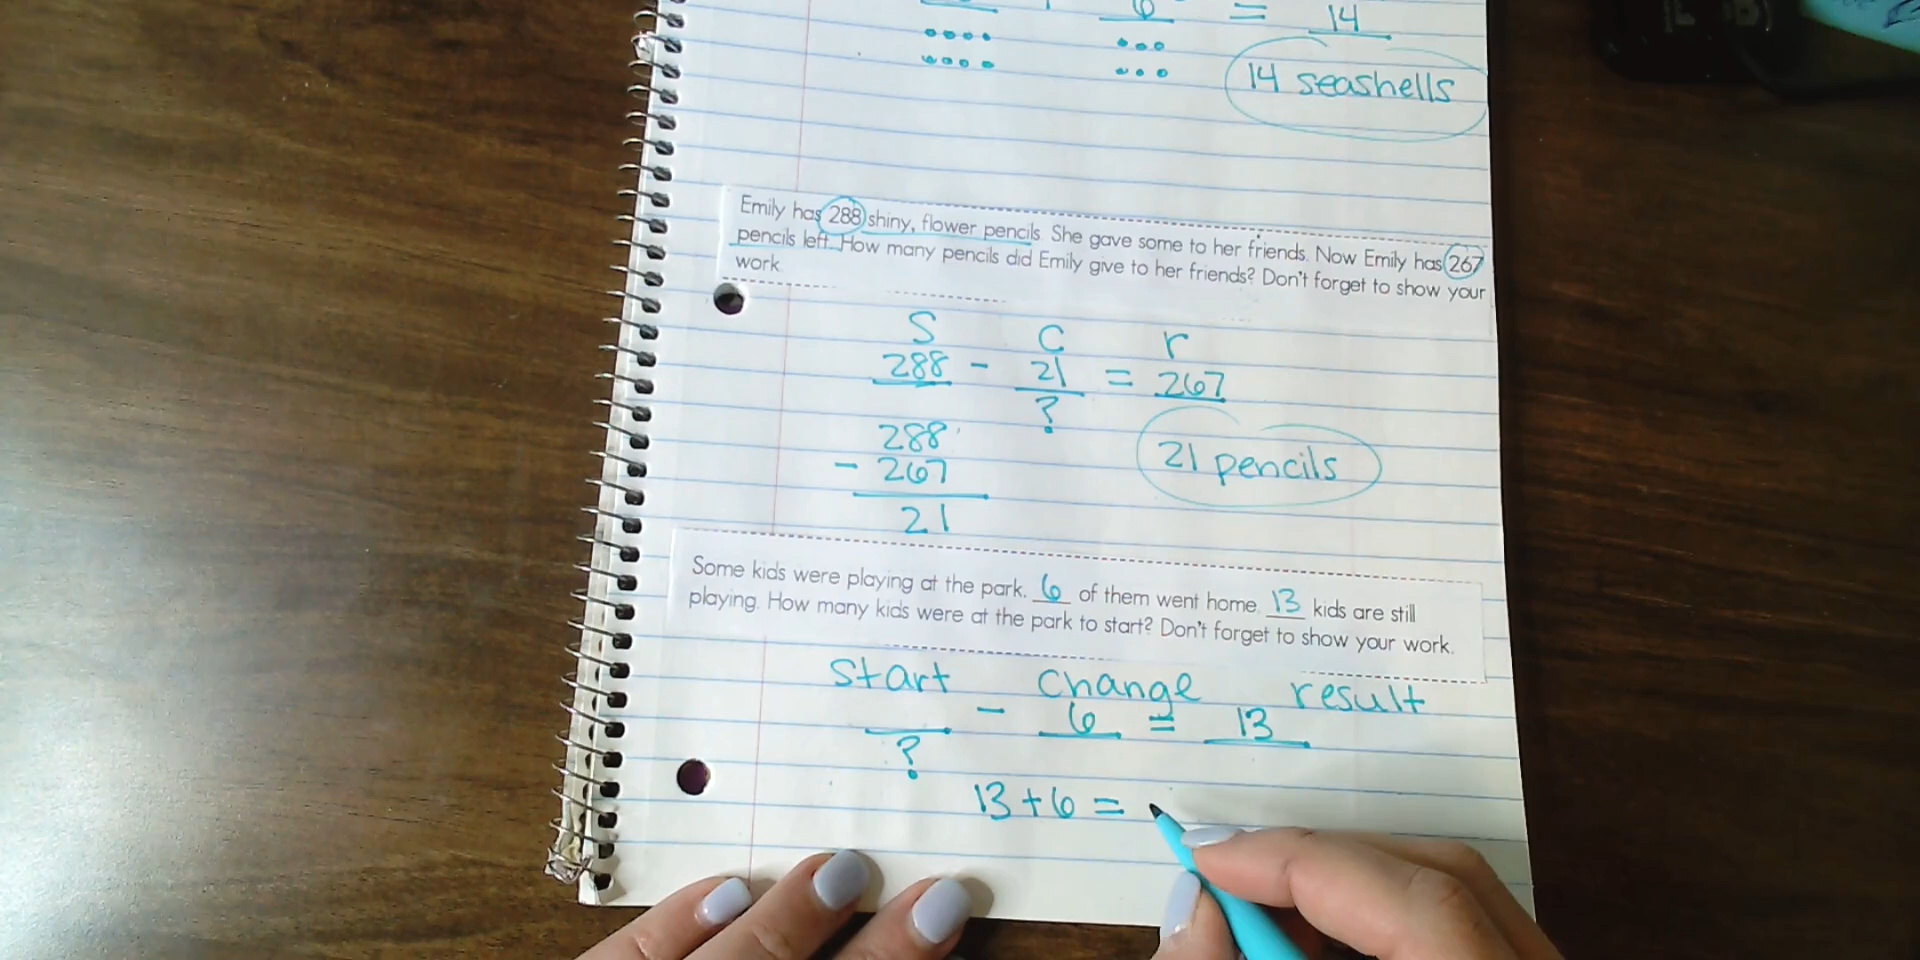 6 = 14
14 seashells
Emily has 288 shiny, flower pencils. She gave some to her friends. Now Emily has 267
pencils left. How many pencils did Emily give to her friends? Don't forget to show your
work.
S C r
288 - 21 = 267
?
288
- 267
21
21 pencils
Some kids were playing at the park. 6 of them went home. 13 kids are still
playing. How many kids were at the park to start? Don't forget to show your work.
start change result
- 6 = 13
?
13 + 6 =